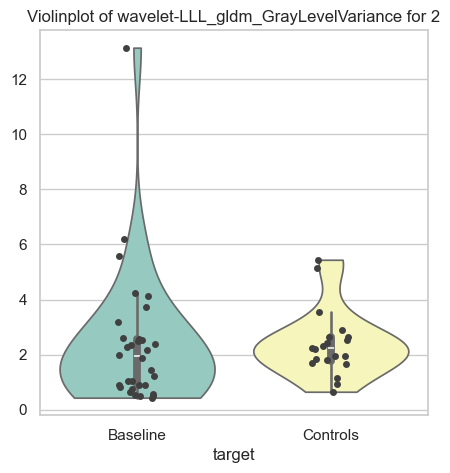 Violinplot of wavelet-LLL_gldm_GrayLevelVariance for 2
12
10
8
6
4
2
0
Baseline
Controls
target